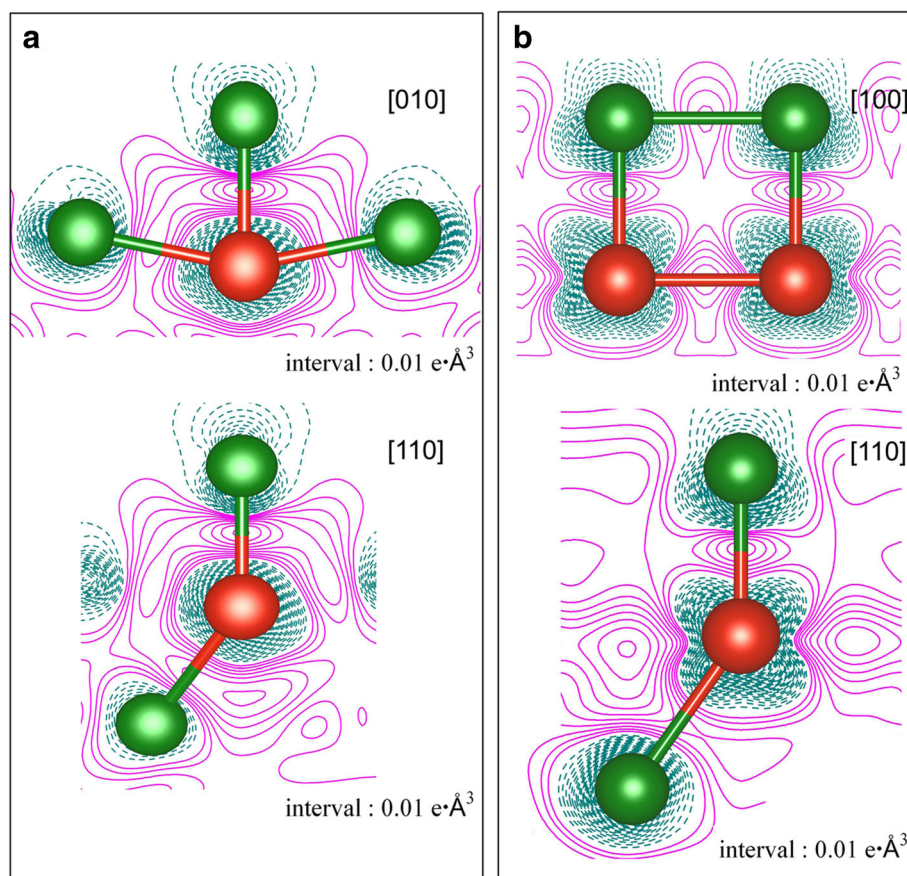 a
[010]
interval : 0.01 e•Å³
[110]
interval : 0.01 e•Å³
b
[100]
interval : 0.01 e•Å³
[110]
interval : 0.01 e•Å³